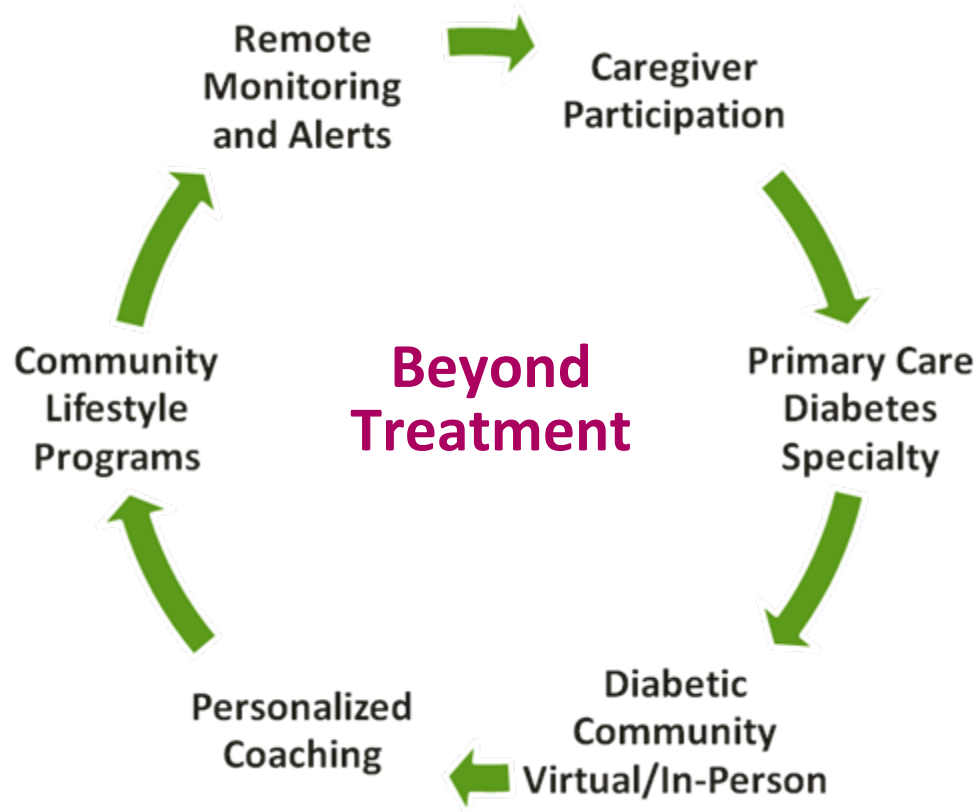 Remote
Monitoring
and Alerts
Caregiver
Participation
Primary Care
Diabetes
Specialty
Diabetic
Community
Virtual/In-Person
Personalized
Coaching
Community
Lifestyle
Programs
Beyond
Treatment